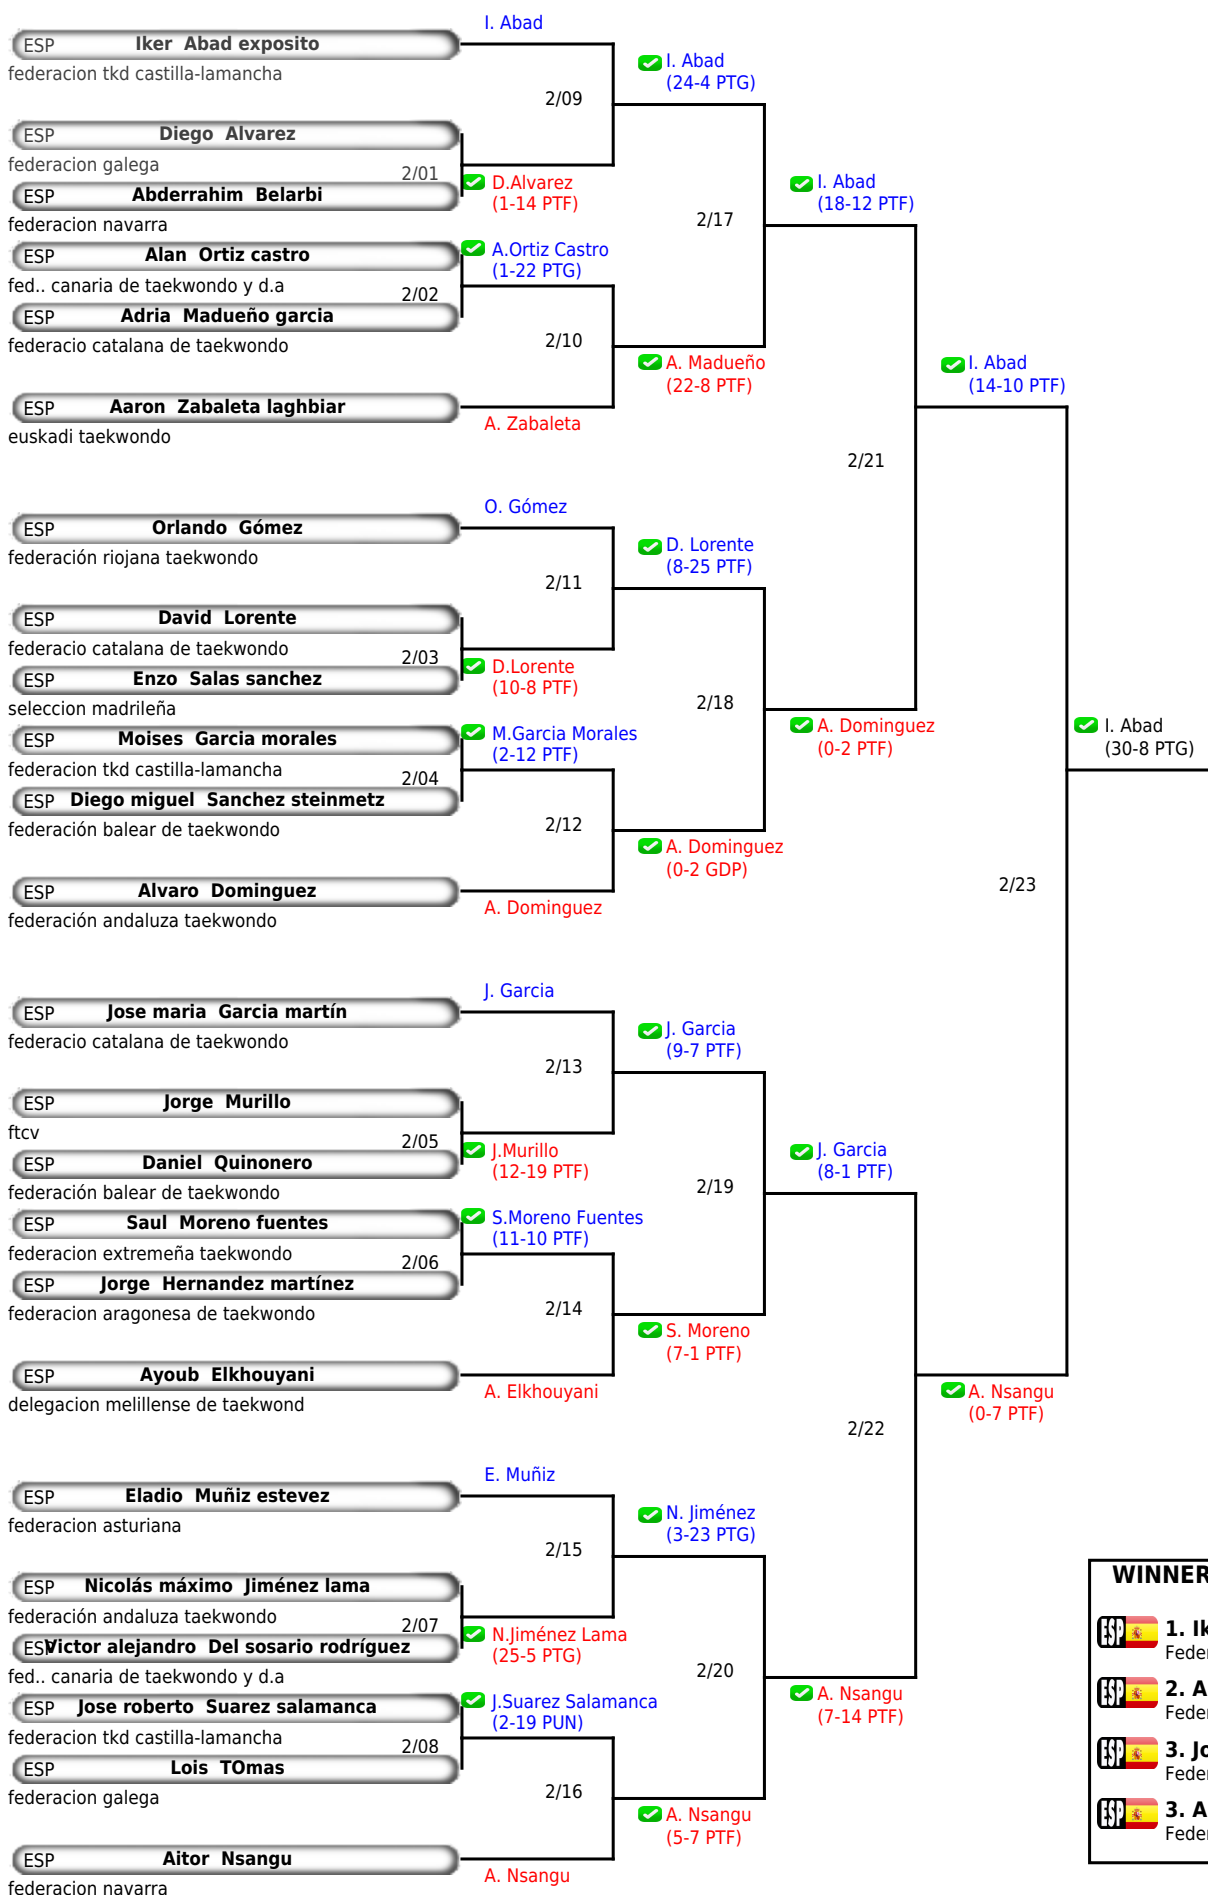 I. Abad
ESP Iker Abad exposito
federacion tkd castilla-lamancha
I. Abad
(24-4 PTG)
2/09
ESP Diego Alvarez
federacion galega
2/01
D.Alvarez
(1-14 PTF)
ESP Abderrahim Belarbi
federacion navarra
I. Abad
(18-12 PTF)
2/17
ESP Alan Ortiz castro
A.Ortiz Castro
(1-22 PTG)
fed.. canaria de taekwondo y d.a
2/02
ESP Adria Madueño garcia
federacio catalana de taekwondo
2/10
A. Madueño
(22-8 PTF)
I. Abad
(14-10 PTF)
ESP Aaron Zabaleta laghbiar
A. Zabaleta
euskadi taekwondo
2/21
O. Gómez
ESP Orlando Gómez
federación riojana taekwondo
D. Lorente
(8-25 PTF)
2/11
ESP David Lorente
federacio catalana de taekwondo
2/03
D.Lorente
(10-8 PTF)
ESP Enzo Salas sanchez
seleccion madrileña
2/18
ESP Moises Garcia morales
M.Garcia Morales
(2-12 PTF)
A. Dominguez
(0-2 PTF)
I. Abad
(30-8 PTG)
federacion tkd castilla-lamancha
2/04
ESP Diego miguel Sanchez steinmetz
federación balear de taekwondo
2/12
A. Dominguez
(0-2 GDP)
ESP Alvaro Dominguez
A. Dominguez
federación andaluza taekwondo
2/23
J. Garcia
ESP Jose maria Garcia martín
federacio catalana de taekwondo
J. Garcia
(9-7 PTF)
2/13
ESP Jorge Murillo
ftcv
2/05
J.Murillo
(12-19 PTF)
ESP Daniel Quinonero
federación balear de taekwondo
J. Garcia
(8-1 PTF)
2/19
ESP Saul Moreno fuentes
S.Moreno Fuentes
(11-10 PTF)
federacion extremeña taekwondo
2/06
ESP Jorge Hernandez martínez
federacion aragonesa de taekwondo
2/14
S. Moreno
(7-1 PTF)
ESP Ayoub Elkhouyani
A. Elkhouyani
delegacion melillense de taekwond
A. Nsangu
(0-7 PTF)
2/22
E. Muñiz
ESP Eladio Muñiz estevez
federacion asturiana
N. Jiménez
(3-23 PTG)
2/15
ESP Nicolás máximo Jiménez lama
federación andaluza taekwondo
2/07
N.Jiménez Lama
(25-5 PTG)
ESP Victor alejandro Del sosario rodríguez
fed.. canaria de taekwondo y d.a
2/20
ESP Jose roberto Suarez salamanca
J.Suarez Salamanca
(2-19 PUN)
A. Nsangu
(7-14 PTF)
federacion tkd castilla-lamancha
2/08
ESP Lois TOmas
federacion galega
2/16
A. Nsangu
(5-7 PTF)
ESP Aitor Nsangu
A. Nsangu
federacion navarra
WINNER
ESP 1. Ik
Feder
ESP 2. A
Feder
ESP 3. Jo
Feder
ESP 3. A
Feder